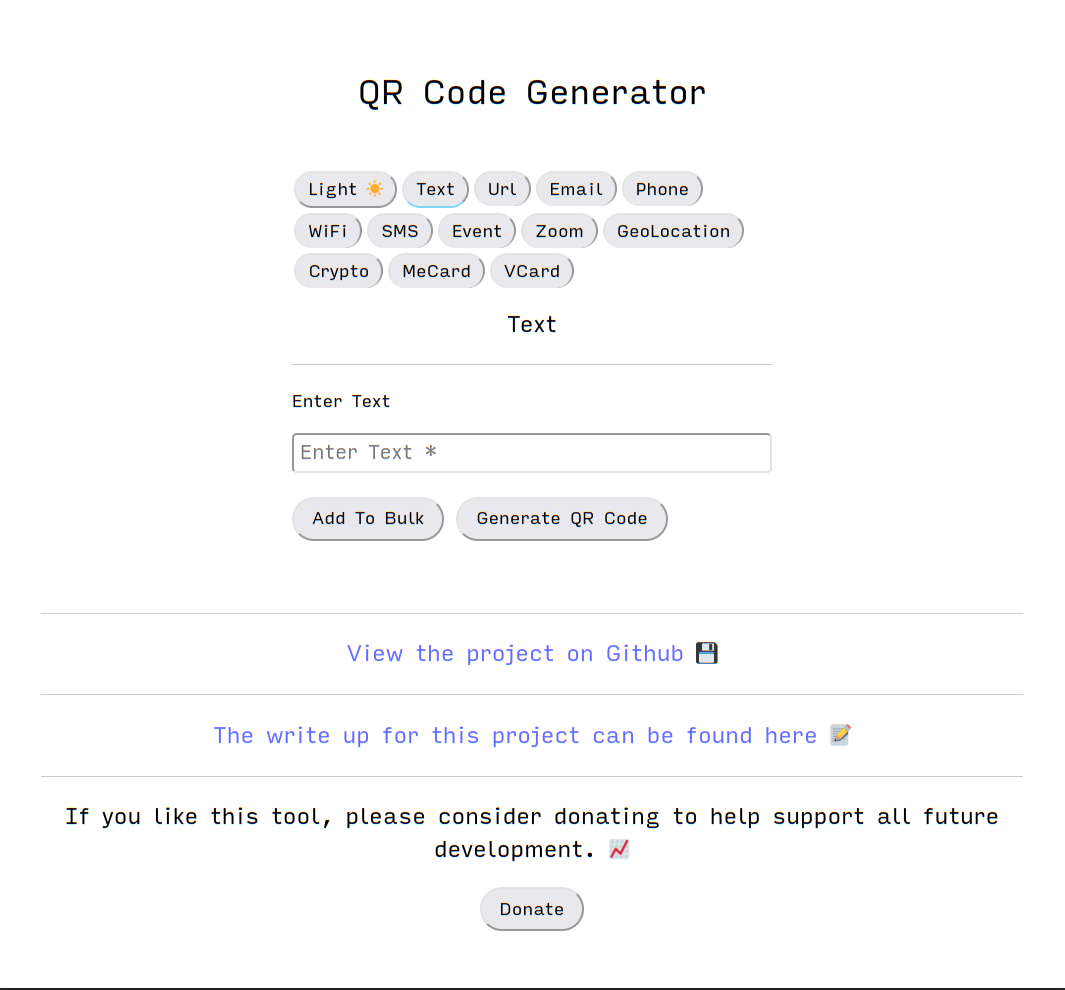 QR Code Generator
Light ☀️ Text Url Email Phone
WiFi SMS Event Zoom GeoLocation
Crypto MeCard VCard
Text
Enter Text
Enter Text *
Add To Bulk Generate QR Code
View the project on Github 💾
The write up for this project can be found here 📝
If you like this tool, please consider donating to help support all future
development. 📈
Donate